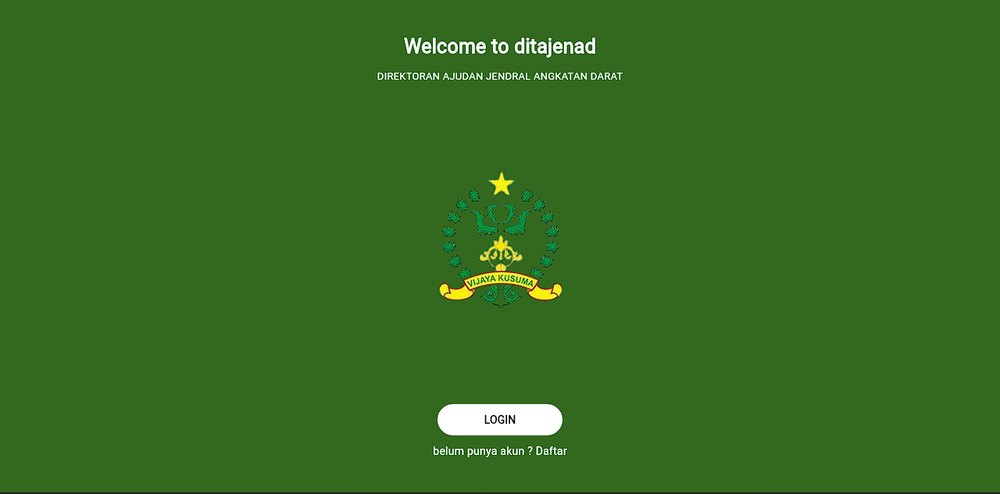 Welcome to ditajenad
DIREKTORAN AJUDAN JENDRAL ANGKATAN DARAT
VIJAYA KUSUMA
LOGIN
belum punya akun ? Daftar